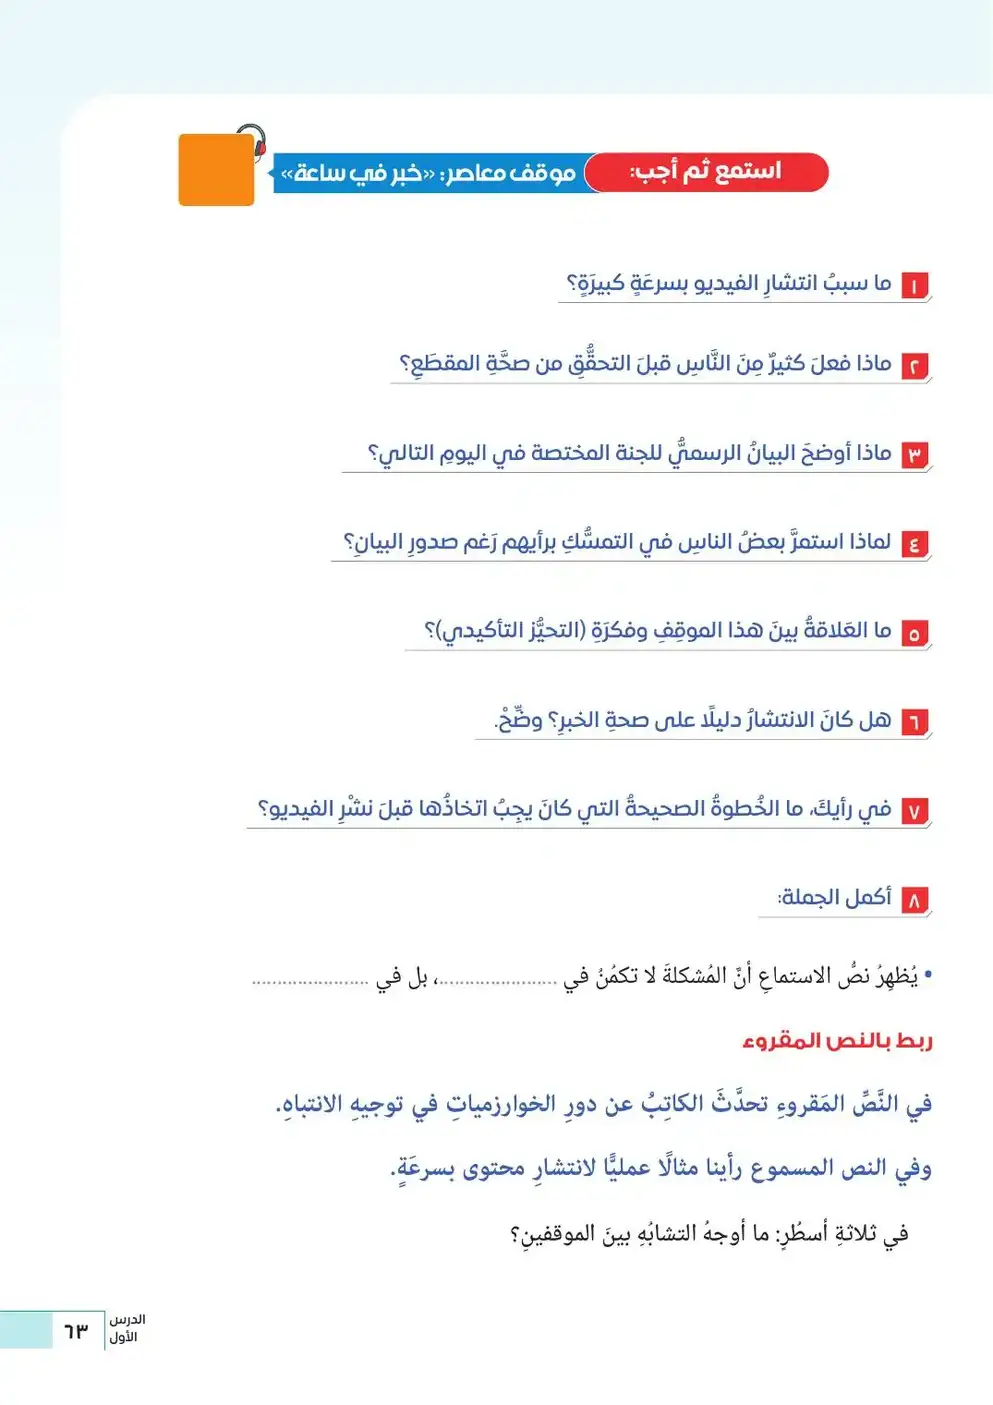 استمع ثم أجب:
موقف معاصر: «خبر في ساعة»
١ ما سببُ انتشارِ الفيديو بسرعَةٍ كبيرَةٍ؟
٢ ماذا فعلَ كثيرٌ مِنَ النَّاسِ قبلَ التحقُّقِ من صحَّةِ المقطَعِ؟
٣ ماذا أوضحَ البيانُ الرسميُّ للجنة المختصة في اليومِ التالي؟
٤ لماذا استمرَّ بعضُ الناسِ في التمسُّكِ برأيهم رَغم صدورِ البيانِ؟
٥ ما العَلاقةُ بينَ هذا الموقِفِ وفكرَةِ (التحيُّز التأكيدي)؟
٦ هل كانَ الانتشارُ دليلًا على صحةِ الخبرِ؟ وضِّحْ.
٧ في رأيكَ، ما الخُطوةُ الصحيحةُ التي كانَ يجِبُ اتخاذُها قبلَ نشْرِ الفيديو؟
٨ أكمل الجملة:
• يُظهِرُ نصُّ الاستماعِ أنَّ المُشكلةَ لا تكمُنُ في .......................، بل في .......................
ربط بالنص المقروء
في النَّصِّ المَقروءِ تحدَّثَ الكاتِبُ عن دورِ الخوارزمياتِ في توجيهِ الانتباهِ.
وفي النص المسموع رأينا مثالًا عمليًّا لانتشارِ محتوى بسرعَةٍ.
في ثلاثةِ أسطُرٍ: ما أوجهُ التشابُهِ بينَ الموقفينِ؟
الدرس
الأول
٦٣